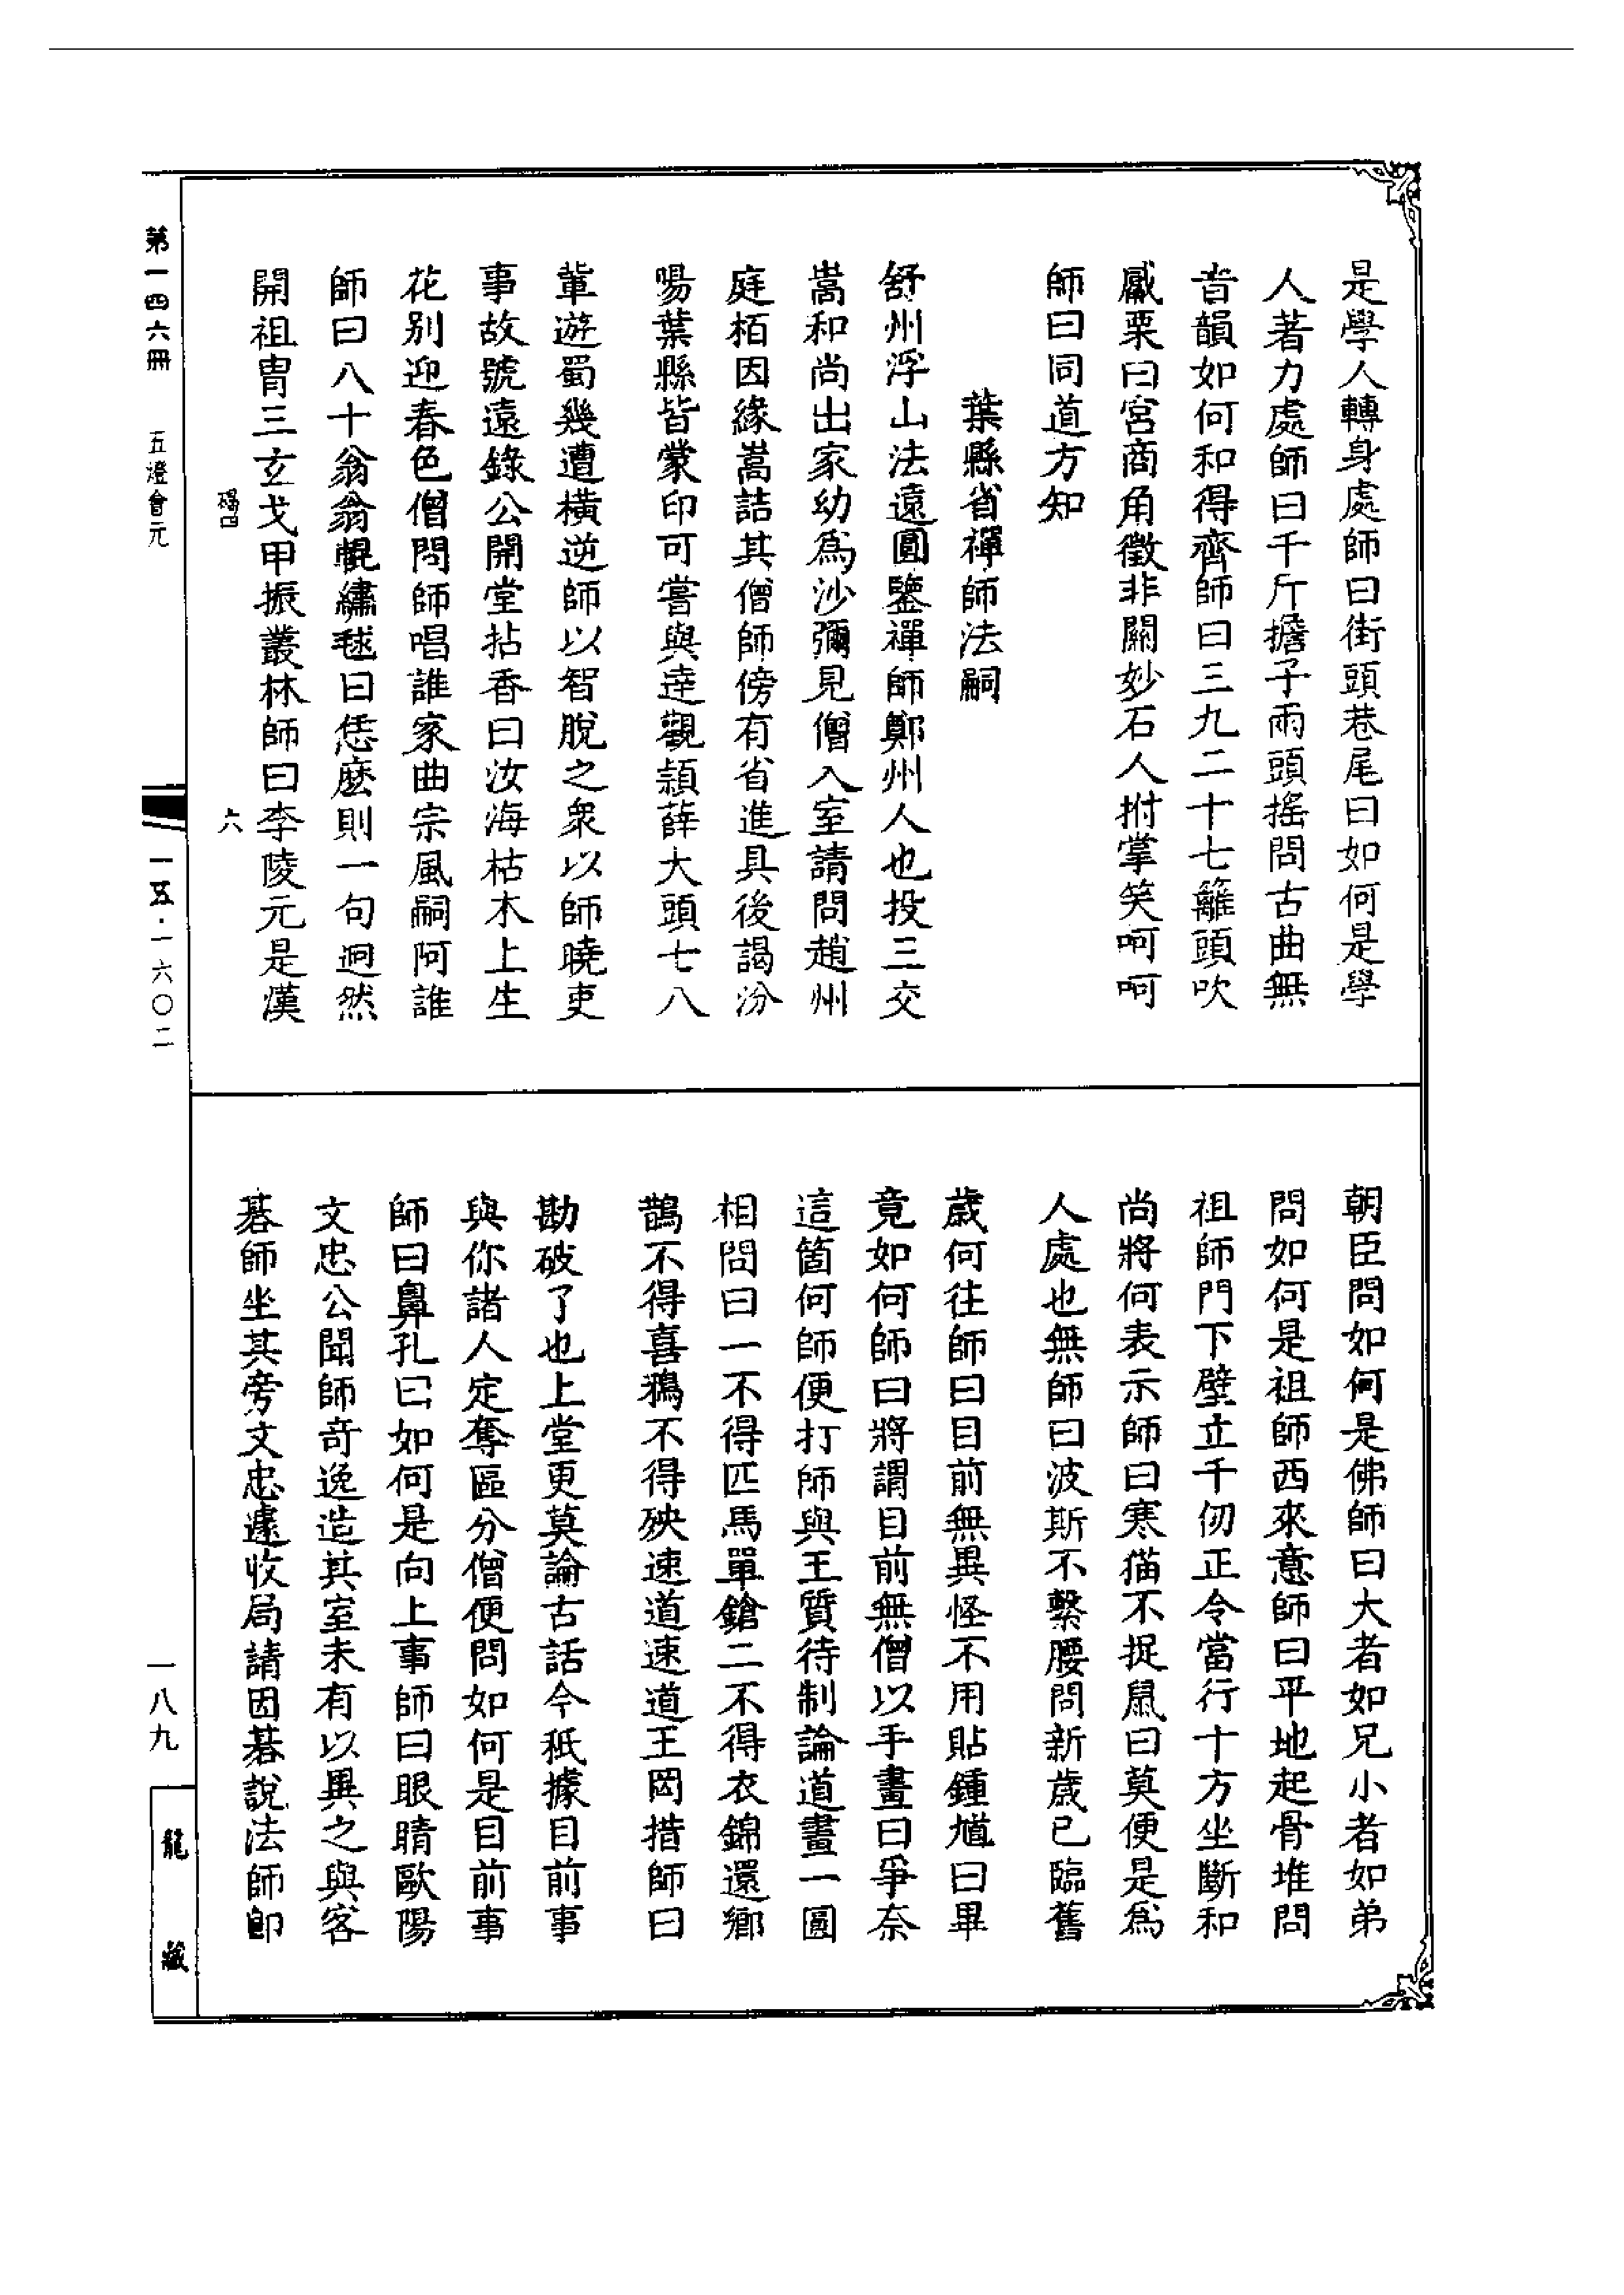 是學人轉身處師曰街頭巷尾曰如何是學
人著力處師曰千斤擔子兩頭搖問古曲無
音韻如何和得齊師曰三九二十七籬頭吹
觱栗曰宮商角徵非關妙石人拊掌笑呵呵
師曰同道方知
葉縣省禪師法嗣
舒州浮山法遠圓鑒禪師鄭州人也投三交
嵩和尚出家幼爲沙彌見僧入室請問趙州
庭栢因緣嵩詰其僧師傍有省進具後謁汾
陽葉縣皆蒙印可嘗與達觀頴薛大頭七八
輩遊蜀幾遭橫逆師以智脫之衆以師曉吏
事故號遠錄公開堂拈香曰汝海枯木上生
花別迎春色僧問師唱誰家曲宗風嗣阿誰
師曰八十翁翁輥繡毬曰恁麼則一句迥然
開祖胄三玄戈甲振叢林師曰李陵元是漢
朝臣問如何是佛師曰大者如兄小者如弟
問如何是祖師西來意師曰平地起骨堆問
祖師門下壁立千仞正令當行十方坐斷和
尚將何表示師曰寒猫不捉鼠曰莫便是爲
人處也無師曰波斯不繫腰問新歲已臨舊
歲何往師曰目前無異怪不用貼鍾馗曰畢
竟如何師曰將謂目前無僧以手畫曰爭奈
這箇何師便打師與王質待制論道畫一圓
相問曰一不得匹馬單鎗二不得衣錦還鄉
鵲不得喜鴉不得殃速道速道王罔措師曰
勘破了也上堂更莫論古話今秖據目前事
與你諸人定奪區分僧便問如何是目前事
師曰鼻孔曰如何是向上事師曰眼睛歐陽
文忠公聞師奇逸造其室未有以異之與客
碁師坐其旁文忠遽收局請因碁說法師卽
第一四六冊 五燈會元 一五·一六〇二 一八九
碣四 六
龍藏